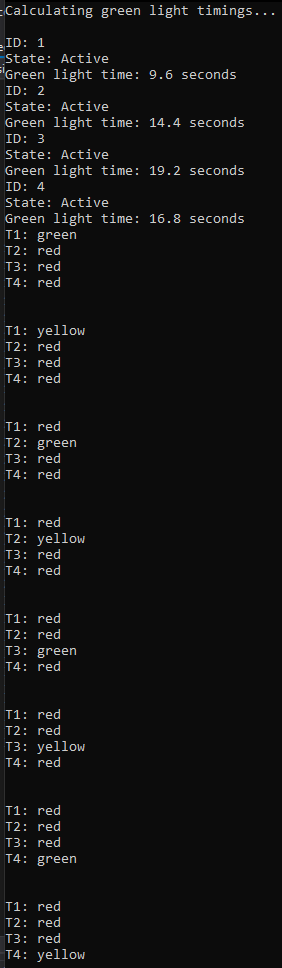 Calculating green light timings...
ID: 1
State: Active
Green light time: 9.6 seconds
ID: 2
State: Active
Green light time: 14.4 seconds
ID: 3
State: Active
Green light time: 19.2 seconds
ID: 4
State: Active
Green light time: 16.8 seconds
T1: green
T2: red
T3: red
T4: red
T1: yellow
T2: red
T3: red
T4: red
T1: red
T2: green
T3: red
T4: red
T1: red
T2: yellow
T3: red
T4: red
T1: red
T2: red
T3: green
T4: red
T1: red
T2: red
T3: yellow
T4: red
T1: red
T2: red
T3: red
T4: green
T1: red
T2: red
T3: red
T4: yellow